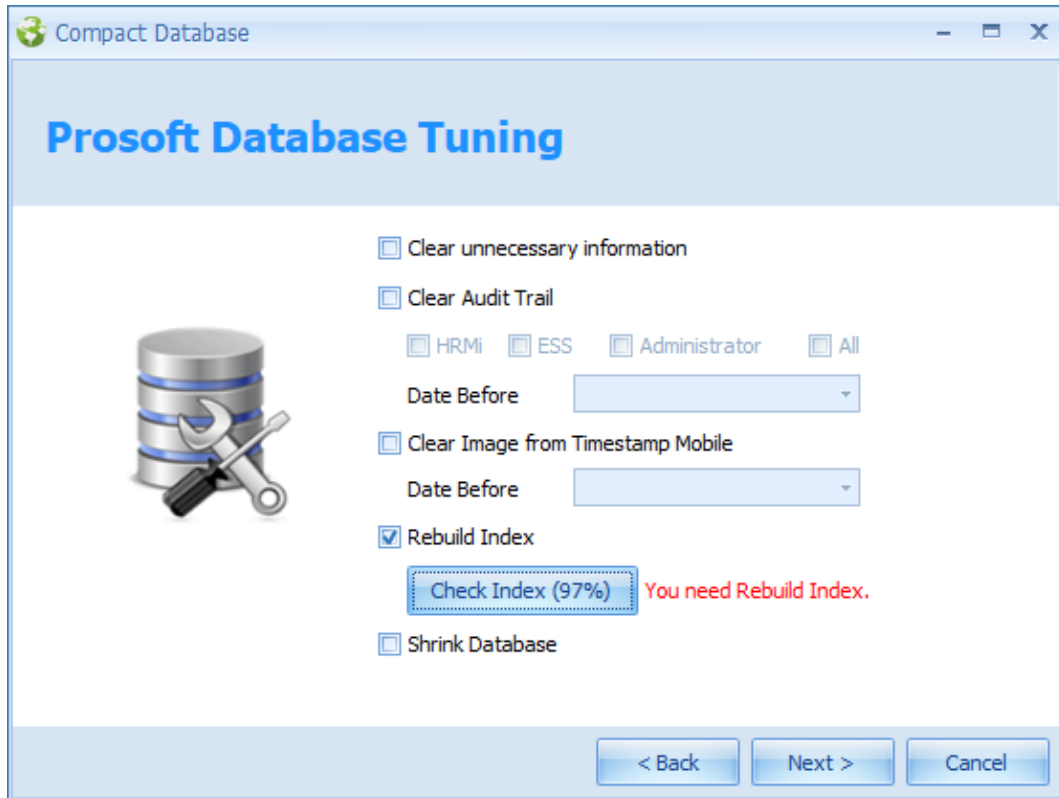 Compact Database
Prosoft Database Tuning
Clear unnecessary information
Clear Audit Trail
HRMi ESS Administrator All
Date Before
Clear Image from Timestamp Mobile
Date Before
Rebuild Index
Check Index (97%) You need Rebuild Index.
Shrink Database
< Back Next > Cancel